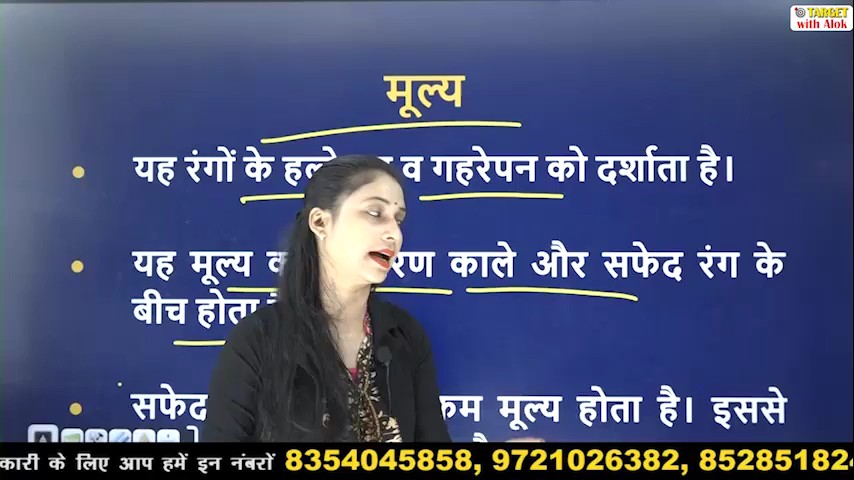 TARGET
with Alok
मूल्य
यह रंगों के व गहरेपन को दर्शाता है।
यह मूल्य काले और सफेद रंग के
बीच होता
सफेद कम मूल्य होता है। इससे
कारी के लिए आप हमें इन नंबरों 8354045858, 9721026382, 852851824